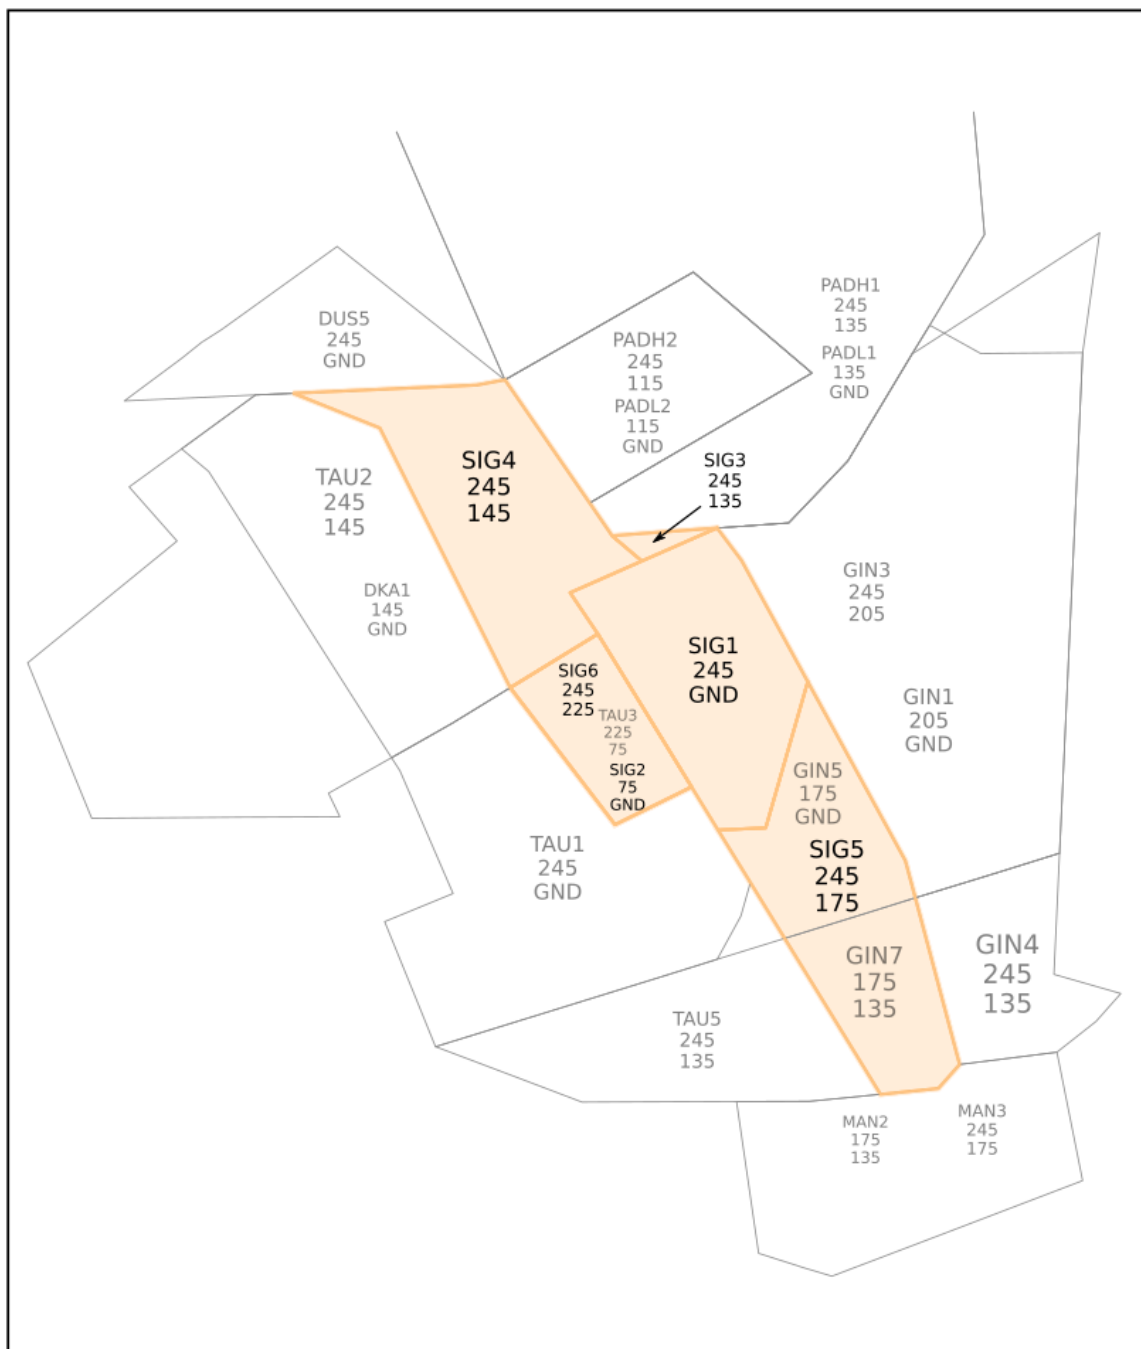 DUS5
245
GND
PADH1
245
135
PADL1
135
GND
PADH2
245
115
PADL2
115
GND
SIG4
245
145
SIG3
245
135
TAU2
245
145
DKA1
145
GND
GIN3
245
205
SIG1
245
GND
SIG6
245
225
TAU3
225
75
SIG2
75
GND
GIN1
205
GND
GIN5
175
GND
TAU1
245
GND
SIG5
245
175
GIN7
175
135
GIN4
245
135
TAU5
245
135
MAN2
175
135
MAN3
245
175